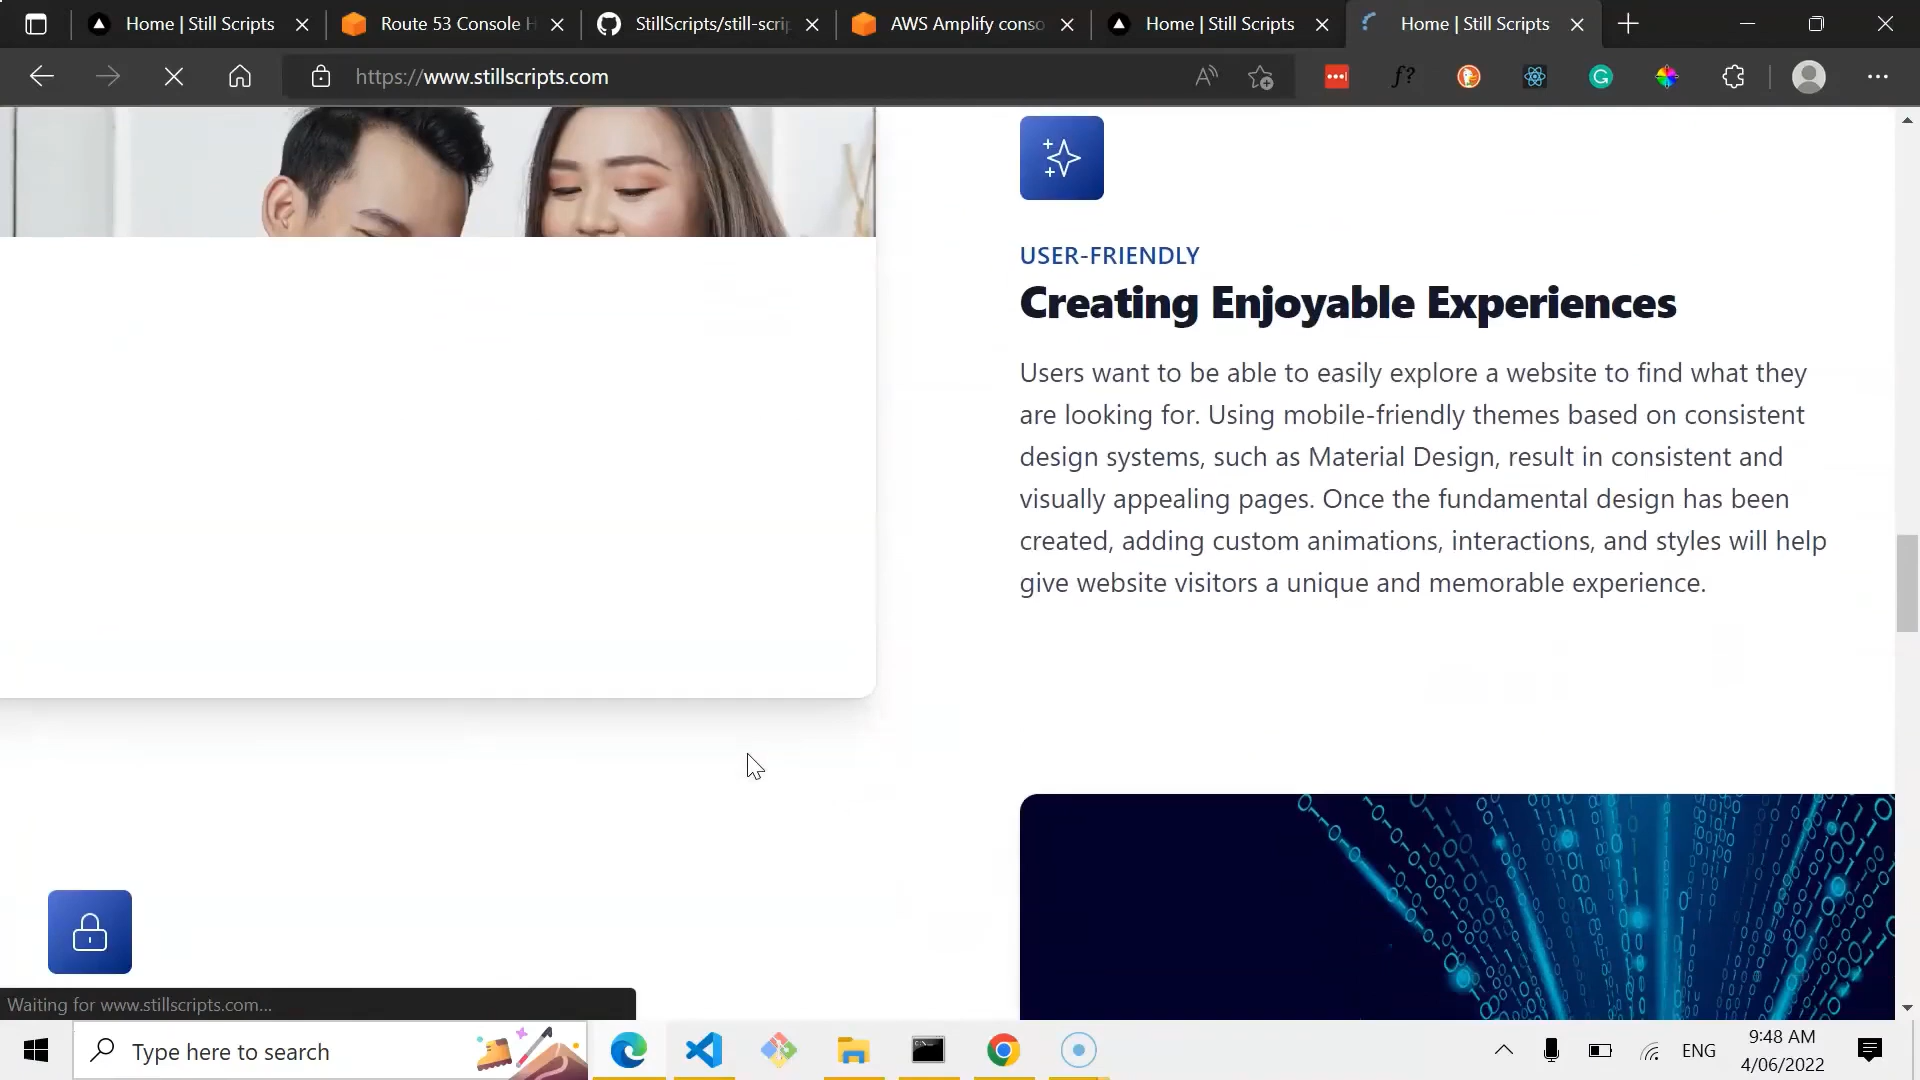 Home | Still Scripts
Route 53 Console H
StillScripts/still-scrip
AWS Amplify conso
Home | Still Scripts
Home | Still Scripts
https://www.stillscripts.com
USER-FRIENDLY
Creating Enjoyable Experiences
Users want to be able to easily explore a website to find what they
are looking for. Using mobile-friendly themes based on consistent
design systems, such as Material Design, result in consistent and
visually appealing pages. Once the fundamental design has been
created, adding custom animations, interactions, and styles will help
give website visitors a unique and memorable experience.
Waiting for www.stillscripts.com...
Type here to search
ENG
9:48 AM
4/06/2022